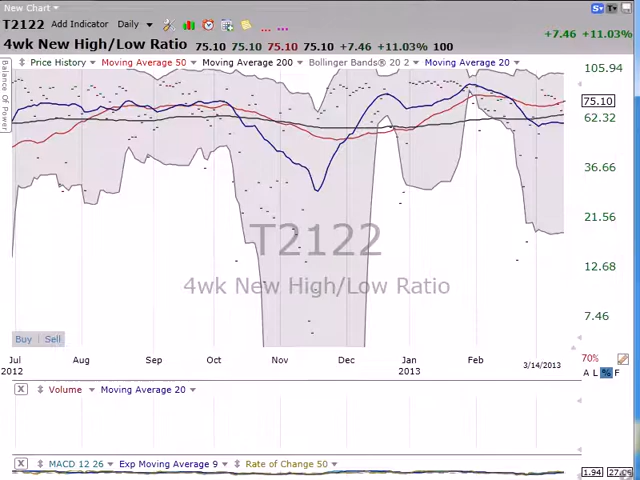 New Chart
S T
T2122 Add Indicator Daily
+7.46 +11.03%
4wk New High/Low Ratio 75.10 75.10 75.10 75.10 +7.46 +11.03% 100
Balance Of Power
Price History Moving Average 50 Moving Average 200 Bollinger Bands® 20 2 Moving Average 20
105.94
75.10
62.32
36.66
21.56
12.68
7.46
T2122
4wk New High/Low Ratio
Buy Sell
Jul Aug Sep Oct Nov Dec Jan Feb 3/14/2013
2012 2013
70%
A L % F
X Volume Moving Average 20
X MACD 12 26 Exp Moving Average 9 Rate of Change 50
1.94